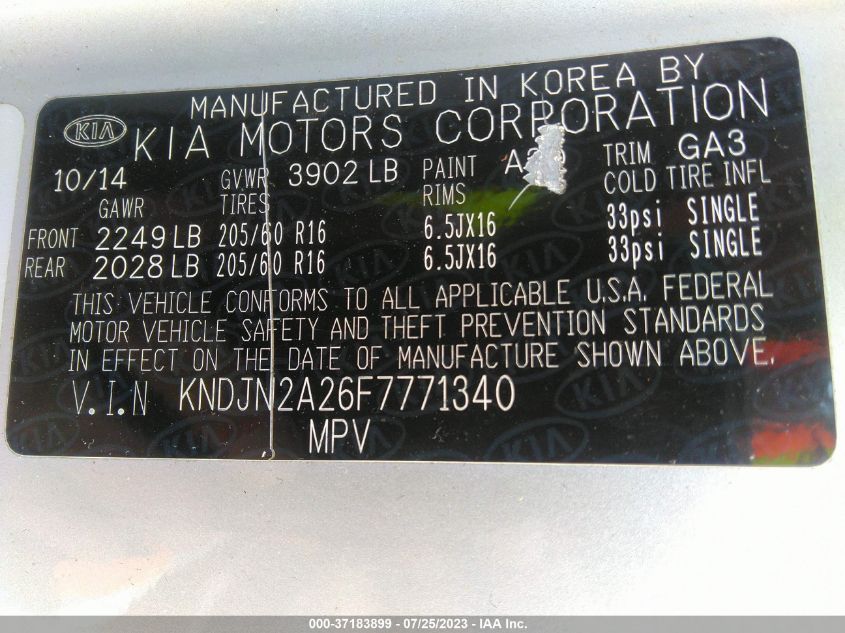 MANUFACTURED IN KOREA BY
KIA KIA MOTORS CORPORATION
10/14 GVWR 3902 LB PAINT TRIM GA3
GAWR TIRES RIMS COLD TIRE INFL
FRONT 2249 LB 205/60 R16 6.5JX16 33psi SINGLE
REAR 2028 LB 205/60 R16 6.5JX16 33psi SINGLE
THIS VEHICLE CONFORMS TO ALL APPLICABLE U.S.A. FEDERAL
MOTOR VEHICLE SAFETY AND THEFT PREVENTION STANDARDS
IN EFFECT ON THE DATE OF MANUFACTURE SHOWN ABOVE.
V.I.N KNDJN2A26F7771340
MPV
000-37183899 - 07/25/2023 - IAA Inc.